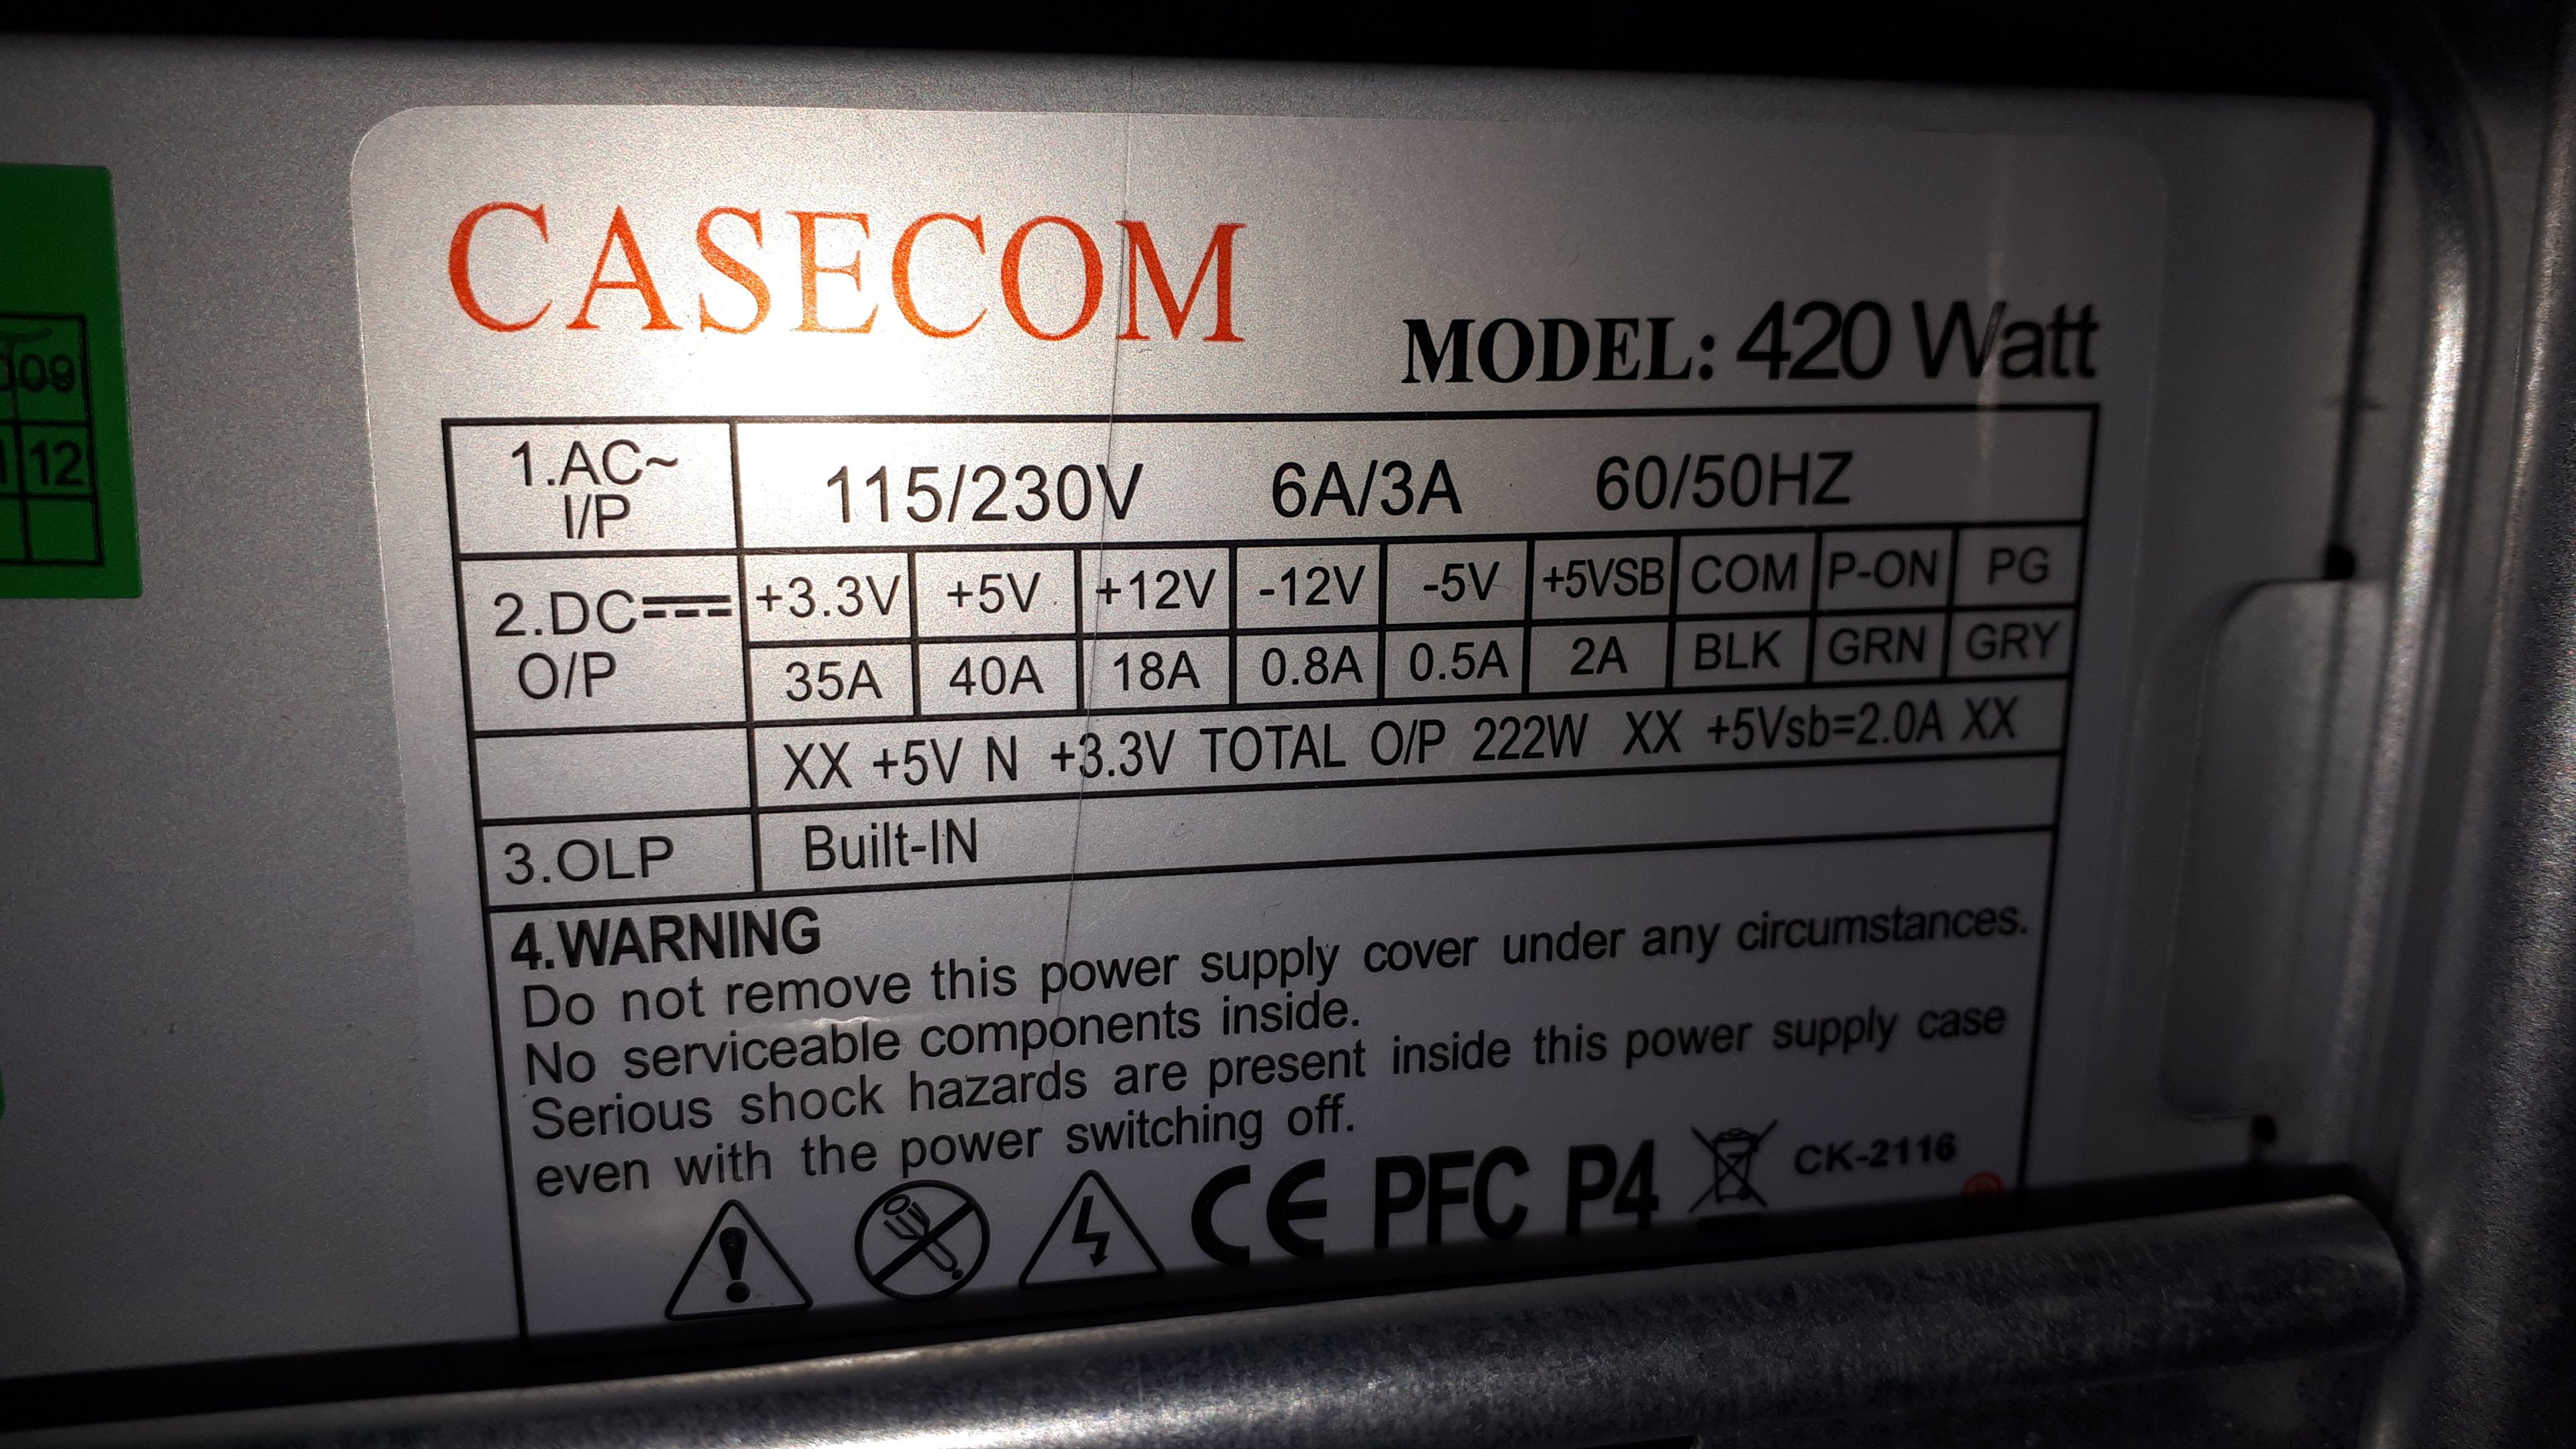 CASECOM
MODEL: 420 Watt
009
12
1.AC~ I/P 115/230V 6A/3A 60/50HZ
2.DC O/P
+3.3V +5V +12V -12V -5V +5VSB COM P-ON PG
35A 40A 18A 0.8A 0.5A 2A BLK GRN GRY
XX +5V N +3.3V TOTAL O/P 222W XX +5Vsb=2.0A XX
3.OLP Built-IN
4.WARNING
Do not remove this power supply cover under any circumstances.
No serviceable components inside.
Serious shock hazards are present inside this power supply case
even with the power switching off.
CE PFC P4 CK-2116